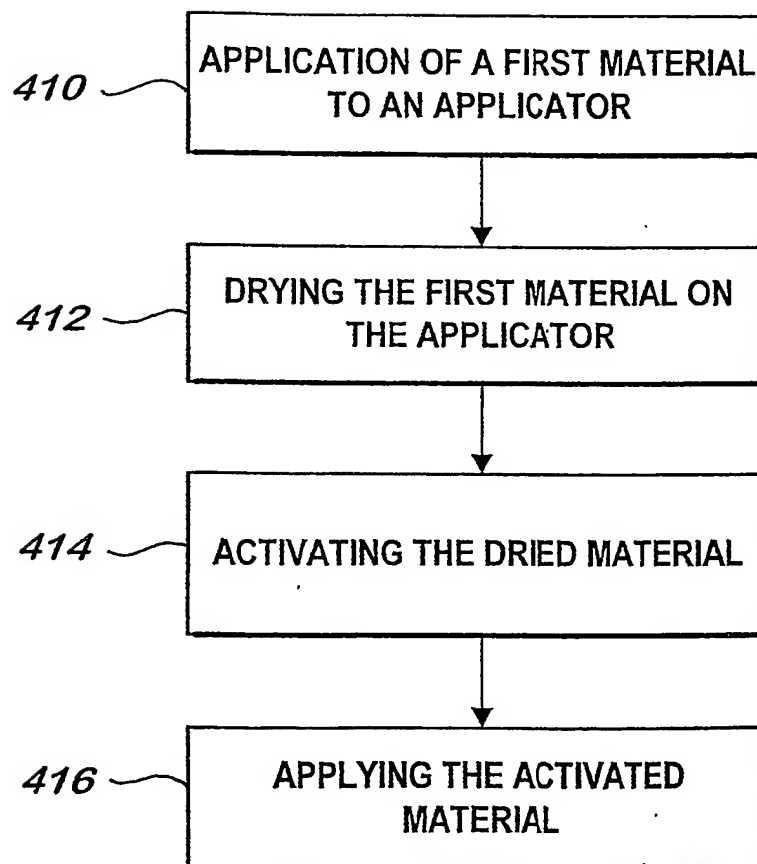 410
APPLICATION OF A FIRST MATERIAL
TO AN APPLICATOR
412
DRYING THE FIRST MATERIAL ON
THE APPLICATOR
414
ACTIVATING THE DRIED MATERIAL
416
APPLYING THE ACTIVATED
MATERIAL